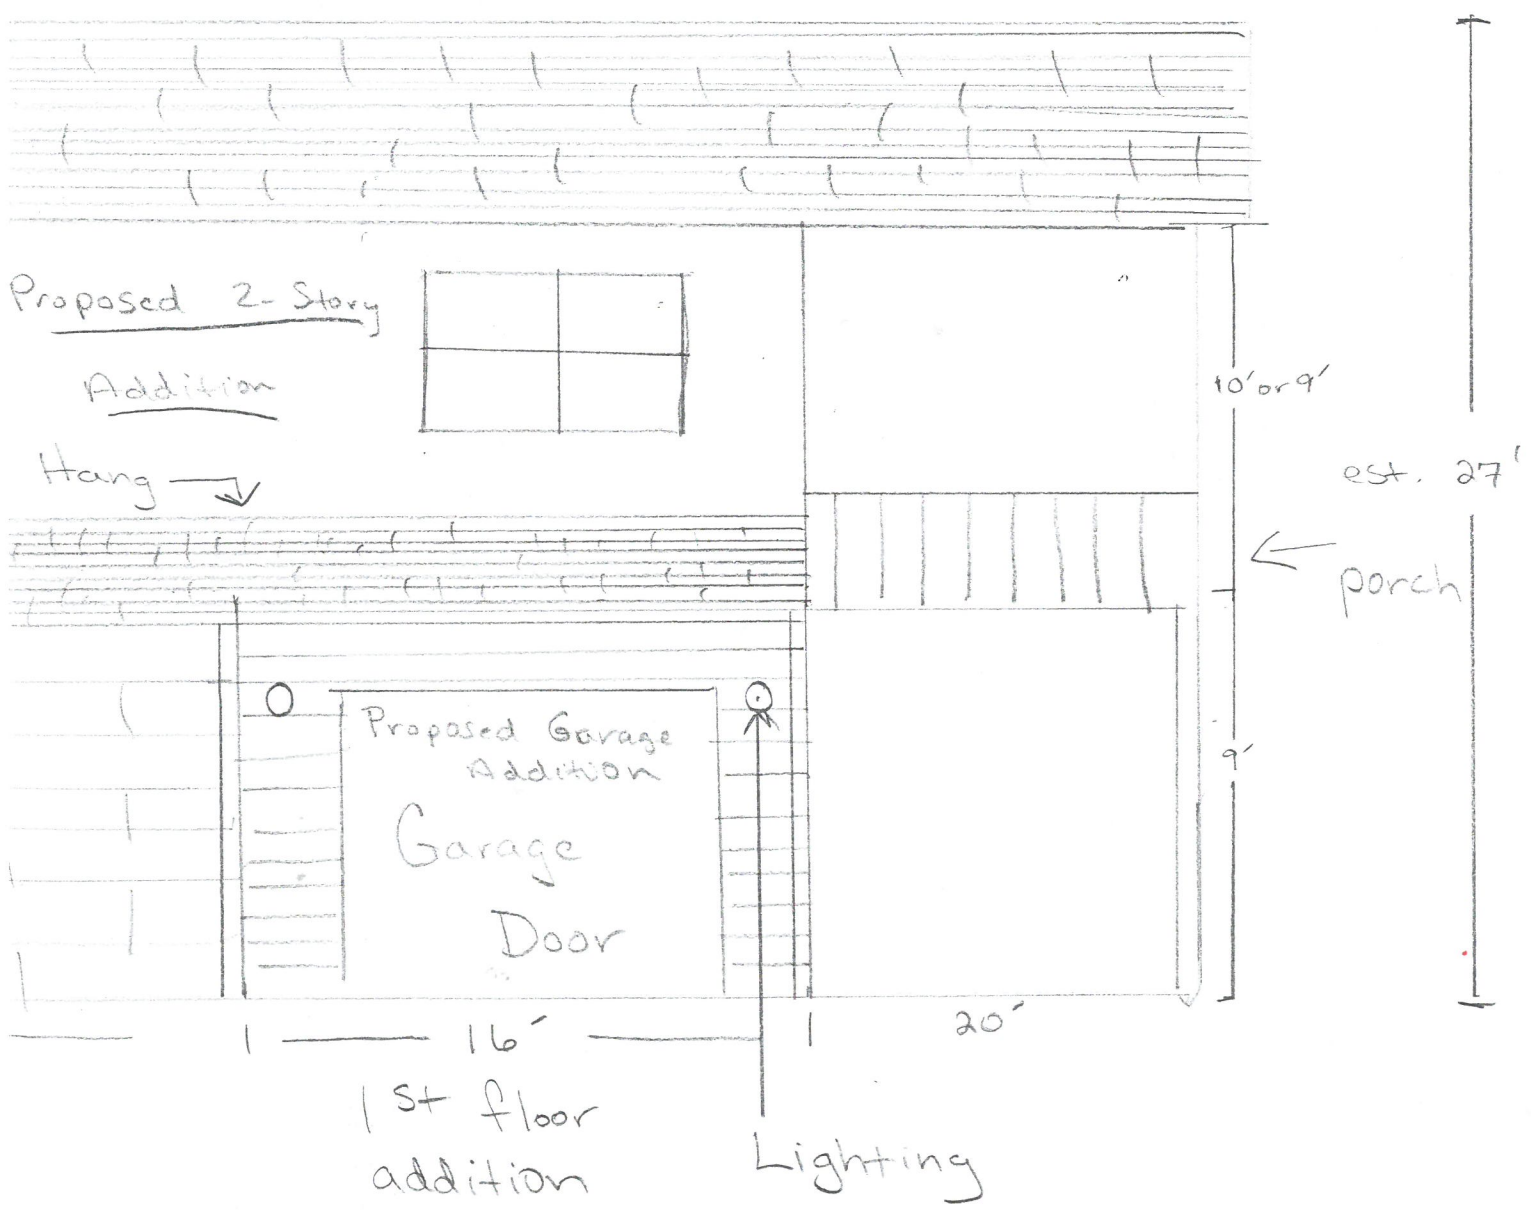 Proposed 2-Story
Addition
Hang
10' or 9'
est. 27'
porch
Proposed Garage
Addition
Garage
Door
9'
16'
20'
1st floor
addition
Lighting